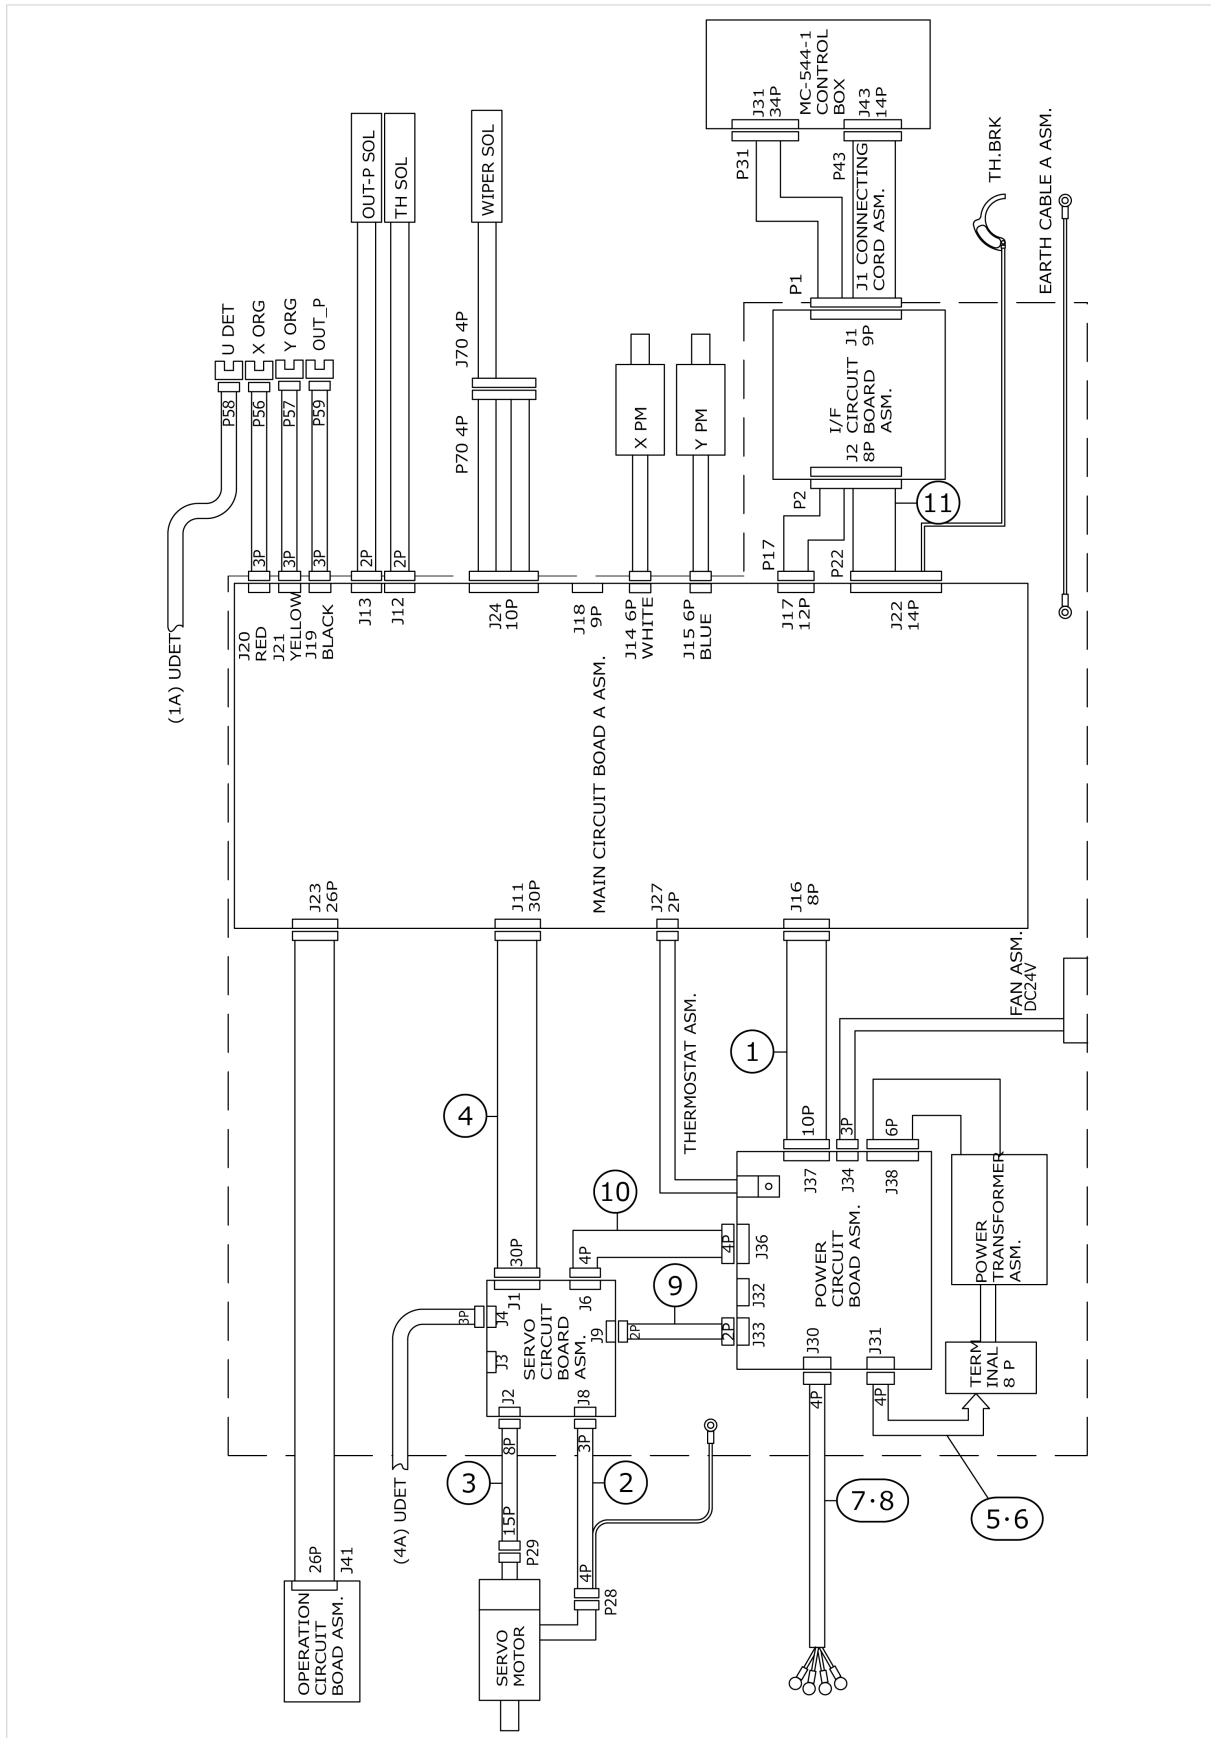 MC-544-1
CONTROL
BOX
J31
34P
J43
14P
P31
P43
J1 CONNECTING
CORD ASM.
P1
TH.BRK
EARTH CABLE A ASM.
OUT-P SOL
TH SOL
WIPER SOL
U DET
X ORG
Y ORG
OUT_P
P58
P56
P57
P59
J70 4P
P70 4P
X PM
Y PM
J1
9P
I/F
CIRCUIT
BOARD
ASM.
J2
8P
P2
11
P17
P22
3P
3P
3P
2P
2P
(1A) UDET
J20
RED
J21
YELLOW
J19
BLACK
J13
J12
J24
10P
J18
9P
J14 6P
WHITE
J15 6P
BLUE
J17
12P
J22
14P
MAIN CIRCUIT BOAD A ASM.
J23
26P
J11
30P
J27
2P
J16
8P
FAN ASM.
DC24V
THERMOSTAT ASM.
1
4
10
9
10P
3P
6P
J37
J34
J38
30P
4P
4P
J36
J32
2P
J33
2P
J1
J6
J4
3P
J3
J9
SERVO
CIRCUIT
BOARD
ASM.
J2
J8
POWER
CIRCUIT
BOAD ASM.
J30
J31
4P
4P
POWER
TRANSFORMER
ASM.
TERM
INAL
8 P
8P
3P
3
2
15P
P29
4P
P28
7·8
5·6
(4A) UDET
26P
J41
OPERATION
CIRCUIT
BOAD ASM.
SERVO
MOTOR